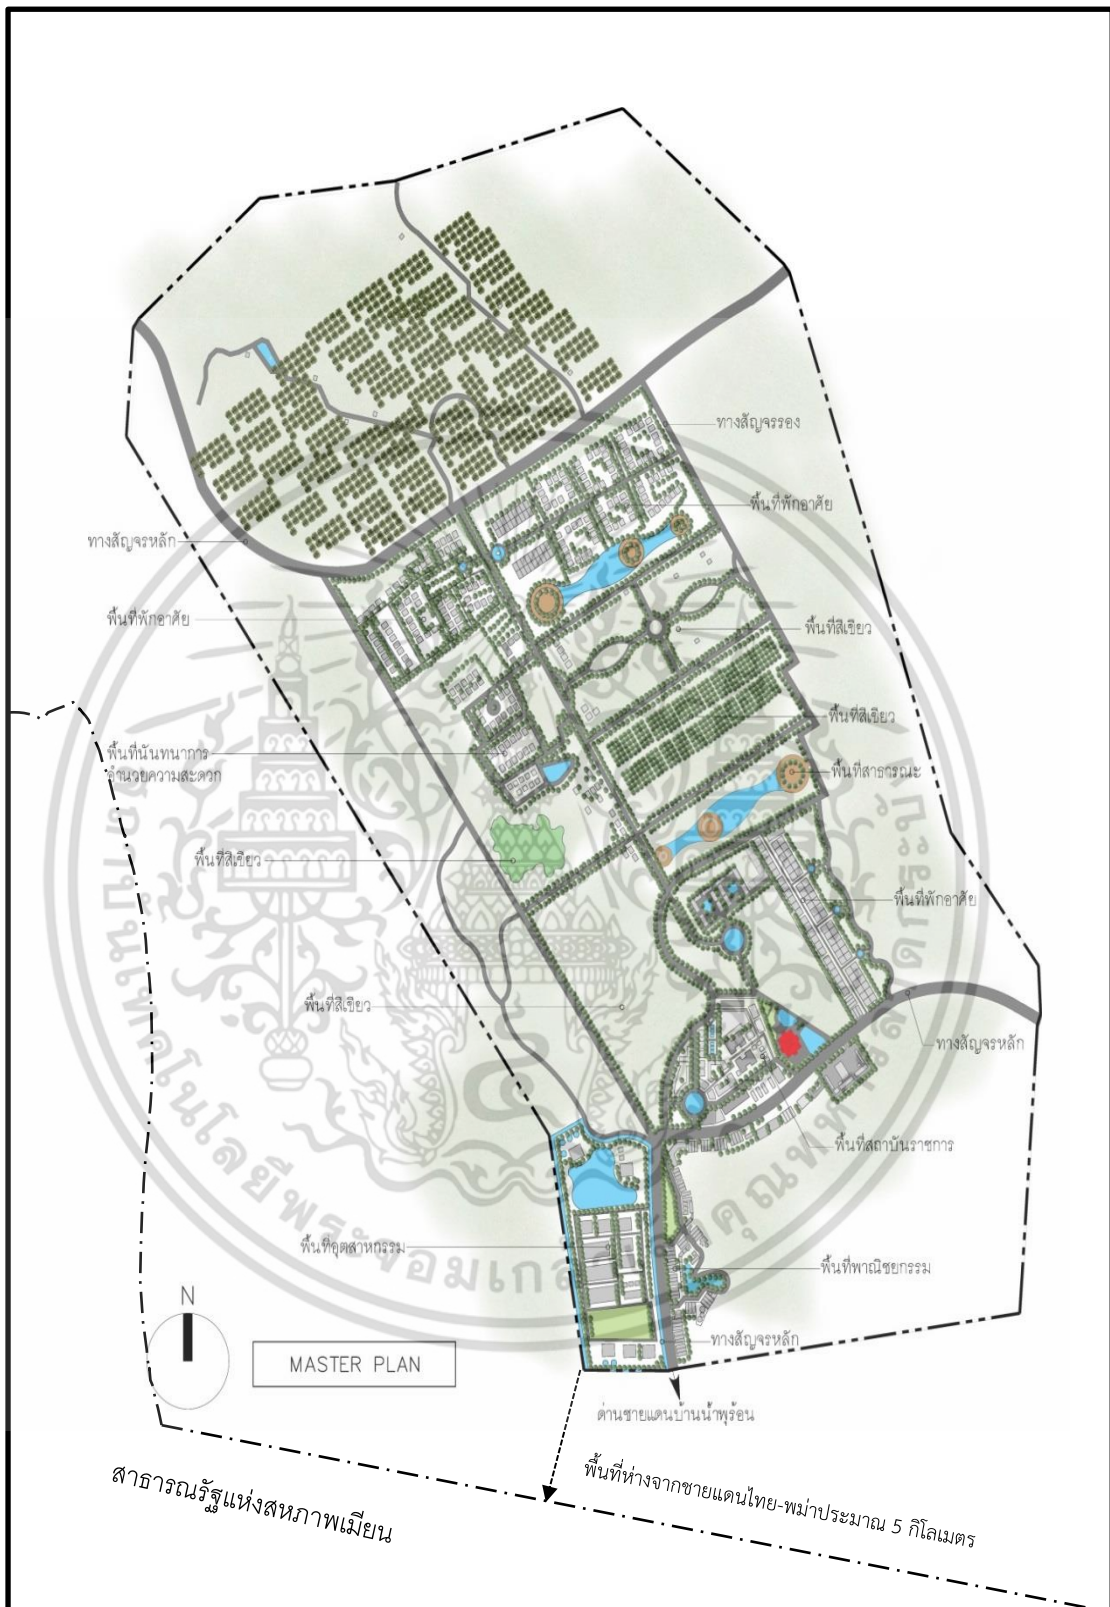 ทางสัญจรรอง
พื้นที่พักอาศัย
ทางสัญจรหลัก
พื้นที่พักอาศัย
พื้นที่สีเขียว
พื้นที่สีเขียว
พื้นที่นันทนาการ
อำนวยความสะดวก
พื้นที่สาธารณะ
พื้นที่สีเขียว
พื้นที่พักอาศัย
พื้นที่สีเขียว
ทางสัญจรหลัก
พื้นที่สถาบันราชการ
พื้นที่อุตสาหกรรม
พื้นที่พาณิชยกรรม
N
ทางสัญจรหลัก
MASTER PLAN
ด่านชายแดนบ้านน้ำพุร้อน
พื้นที่ห่างจากชายแดนไทย-พม่าประมาณ 5 กิโลเมตร
สาธารณรัฐแห่งสหภาพเมียน